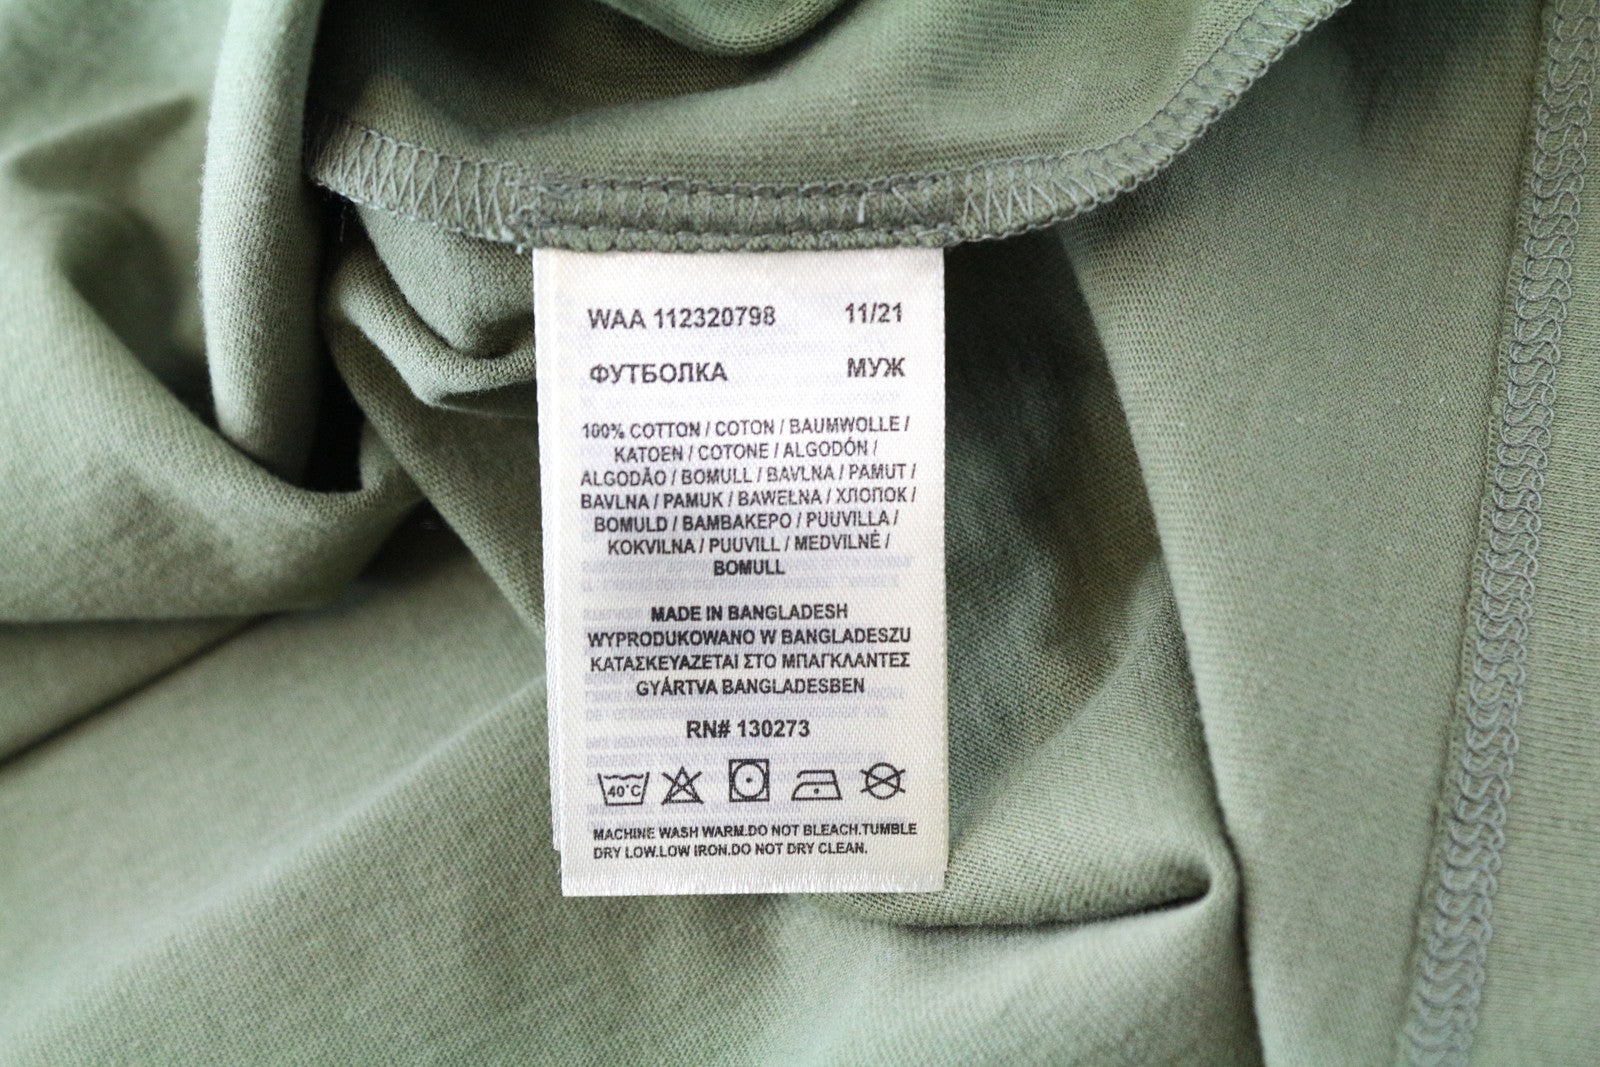 WAA 112320798 11/21
ФУТБОЛКА МУЖ
100% COTTON / COTON / BAUMWOLLE /
KATOEN / COTONE / ALGODÓN /
ALGODÃO / BOMULL / BAVLNA / PAMUT /
BAVLNA / PAMUK / BAWEŁNA / ХЛОПОК /
BOMULD / ΒΑΜΒΑΚΕΡΟ / PUUVILLA /
KOKVILNA / PUUVILL / MEDVILNĖ /
BOMULL
MADE IN BANGLADESH
WYPRODUKOWANO W BANGLADESZU
ΚΑΤΑΣΚΕΥΑΖΕΤΑΙ ΣΤΟ ΜΠΑΓΚΛΑΝΤΕΣ
GYÁRTVA BANGLADESBEN
RN# 130273
40°C
MACHINE WASH WARM.DO NOT BLEACH.TUMBLE
DRY LOW.LOW IRON.DO NOT DRY CLEAN.